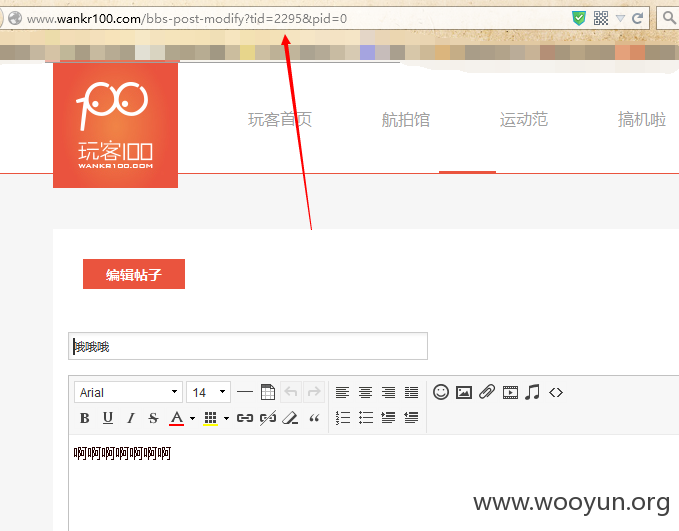 www.wankr100.com/bbs-post-modify?tid=2295&pid=0
玩客100
WANKR100.COM
玩客首页 航拍馆 运动范 搞机啦
编辑帖子
哦哦哦
Arial 14
B U I S A
啊啊啊啊啊啊啊
www.wooyun.org